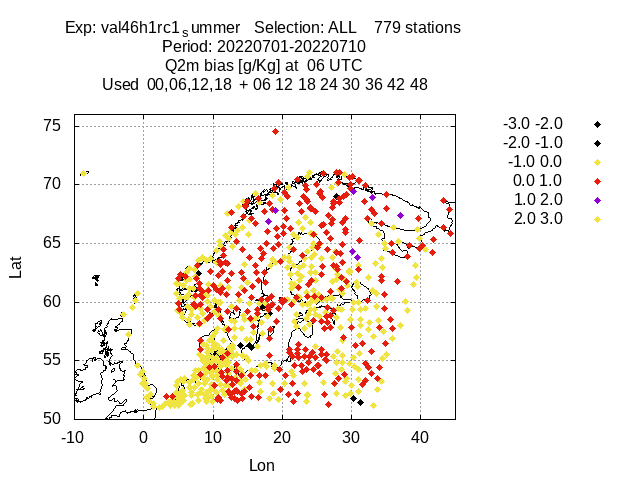 Exp: val46h1rc1summer   Selection: ALL    779 stations
Period: 20220701-20220710
Q2m bias [g/Kg] at  06 UTC
Used  00,06,12,18  + 06 12 18 24 30 36 42 48
-3.0 -2.0
-2.0 -1.0
-1.0 0.0
0.0 1.0
1.0 2.0
2.0 3.0
75
70
65
60
55
50
Lat
-10 0 10 20 30 40
Lon